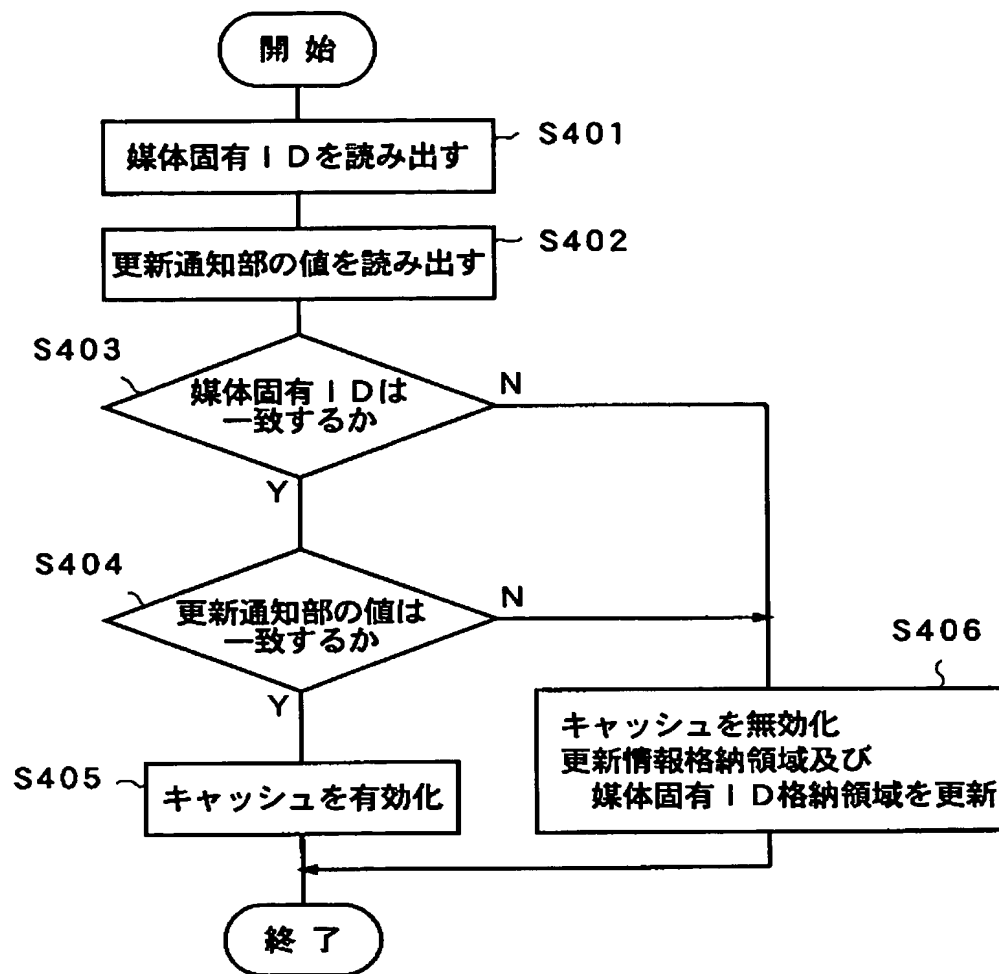 開始
媒体固有IDを読み出す
S401
更新通知部の値を読み出す
S402
S403
媒体固有IDは
一致するか
N
Y
S404
更新通知部の値は
一致するか
N
Y
S406
キャッシュを無効化
更新情報格納領域及び
媒体固有ID格納領域を更新
S405
キャッシュを有効化
終了